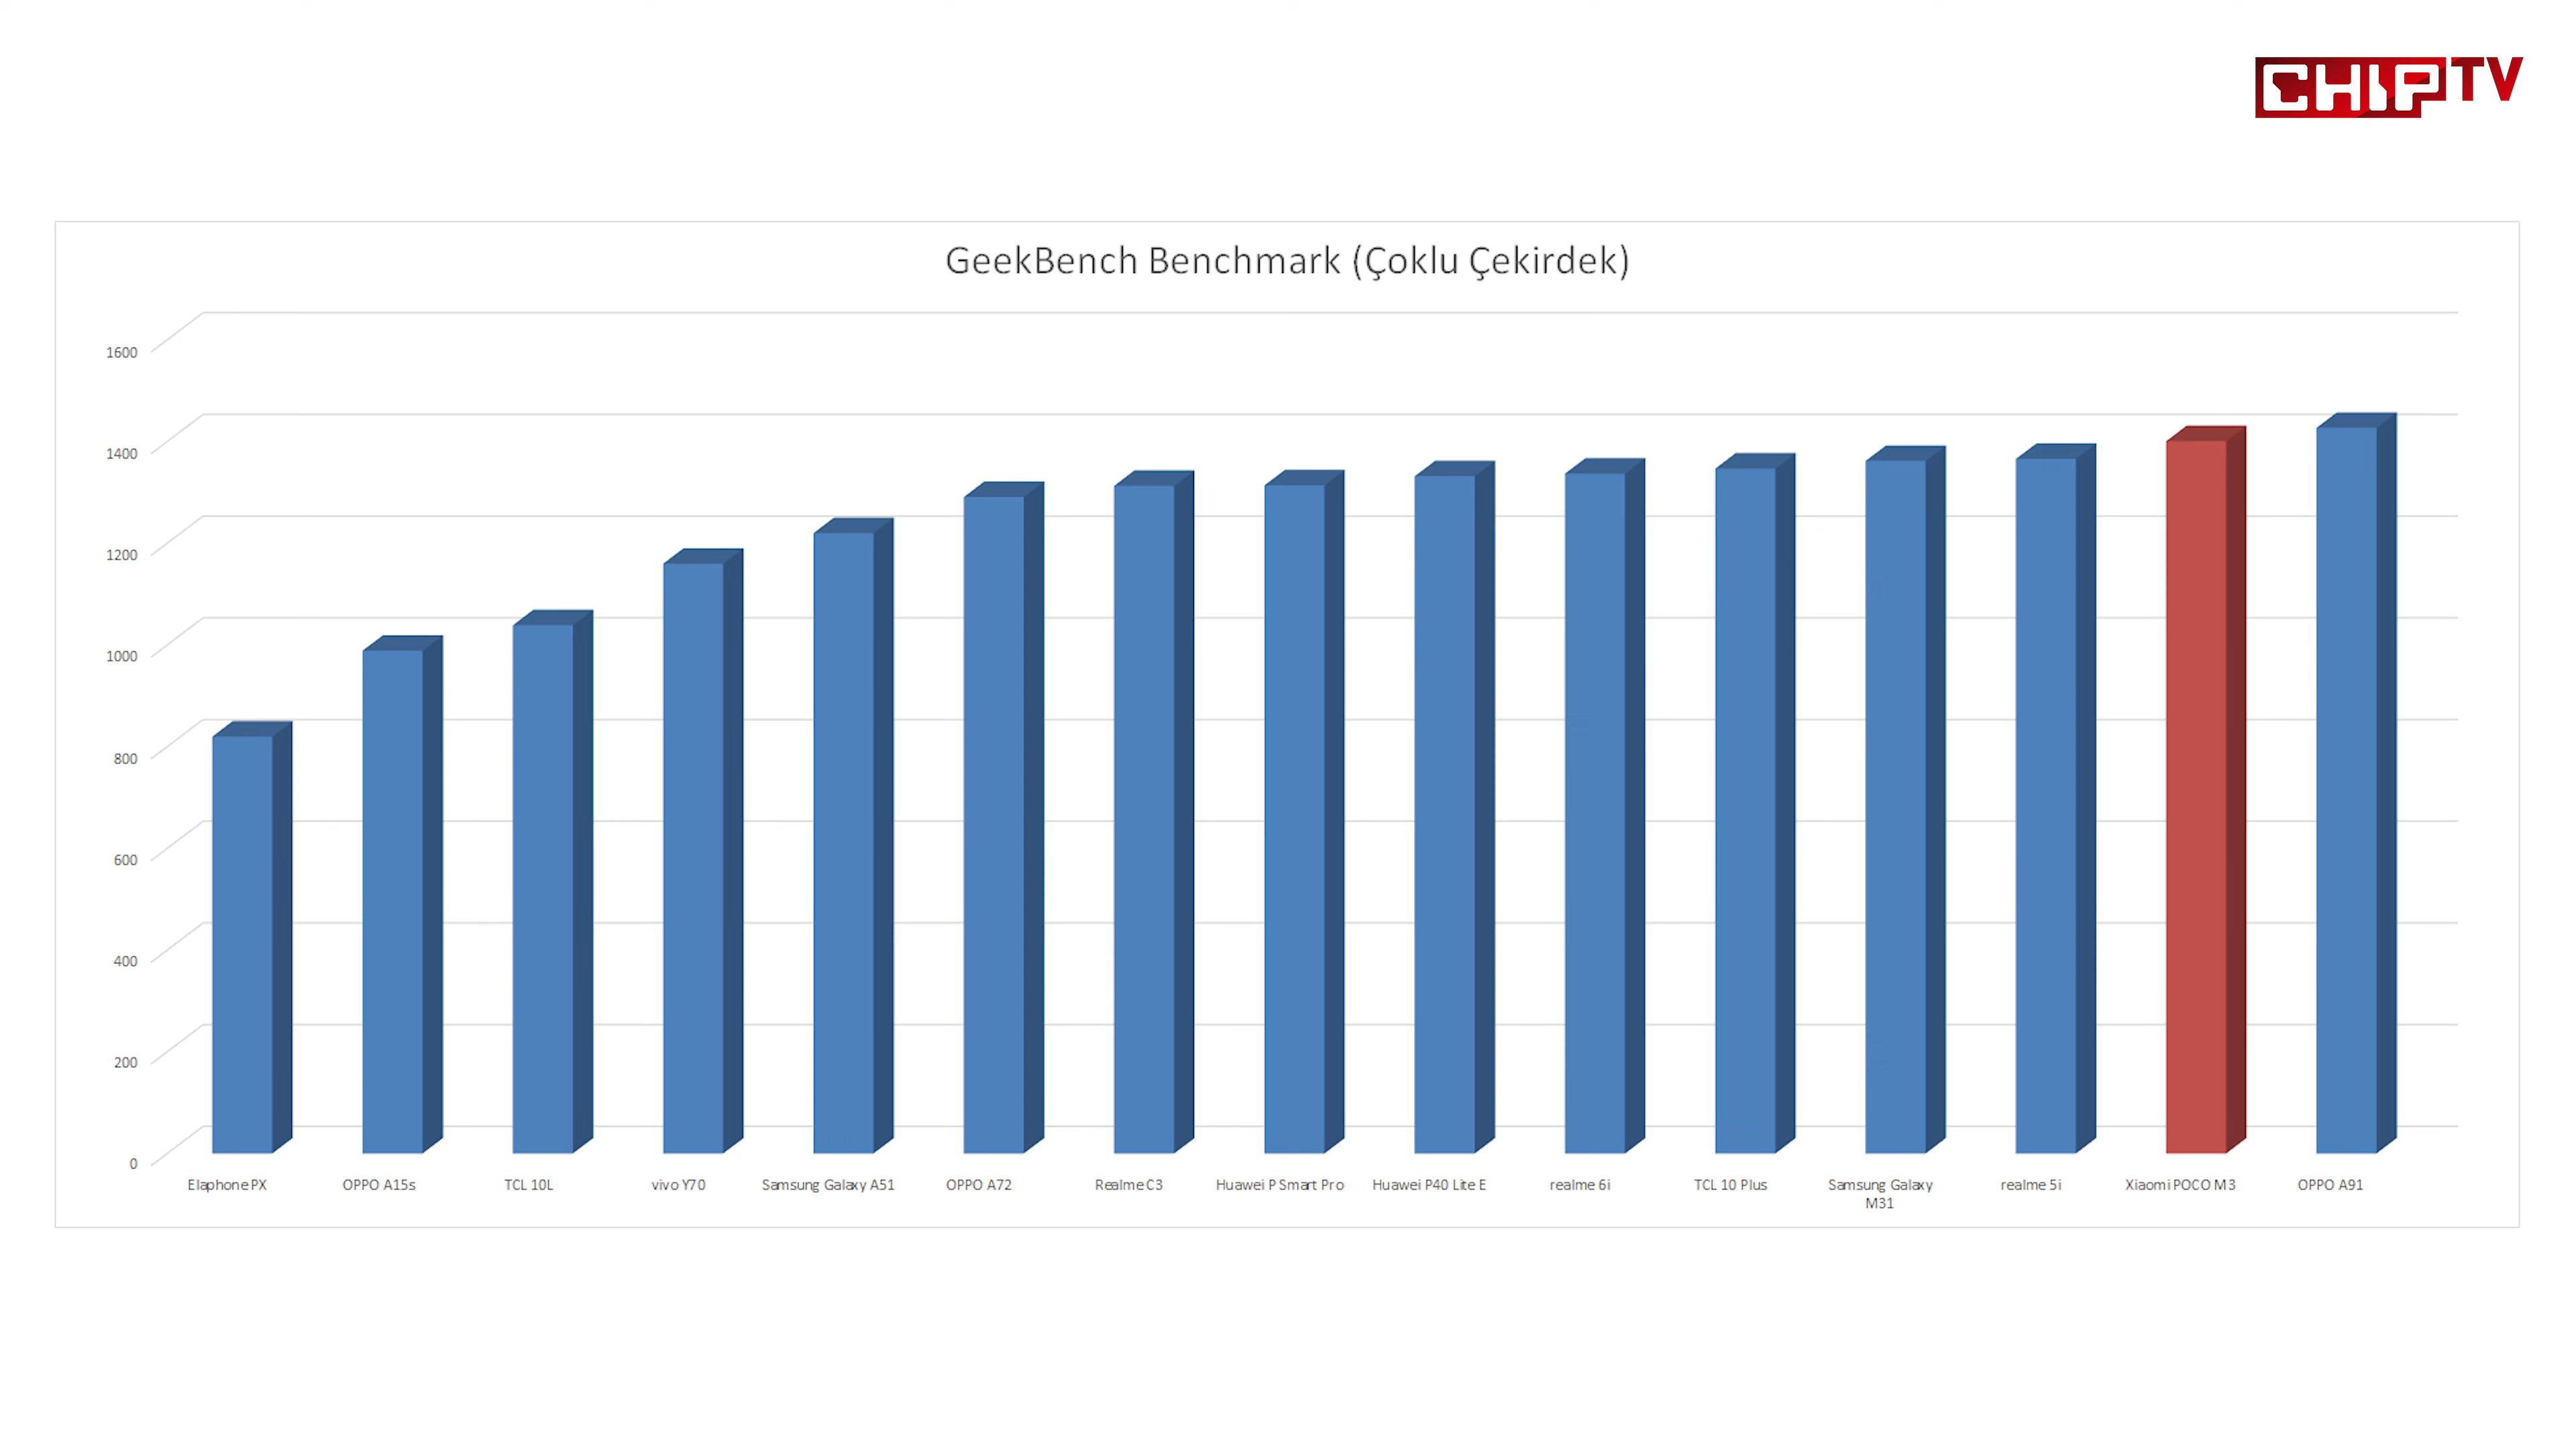 CHIP TV
GeekBench Benchmark (Çoklu Çekirdek)
1600
1400
1200
1000
800
600
400
200
0
Elaphone PX
OPPO A15s
TCL 10L
vivo Y70
Samsung Galaxy A51
OPPO A72
Realme C3
Huawei P Smart Pro
Huawei P40 Lite E
realme 6i
TCL 10 Plus
Samsung Galaxy
M31
realme 5i
Xiaomi POCO M3
OPPO A91